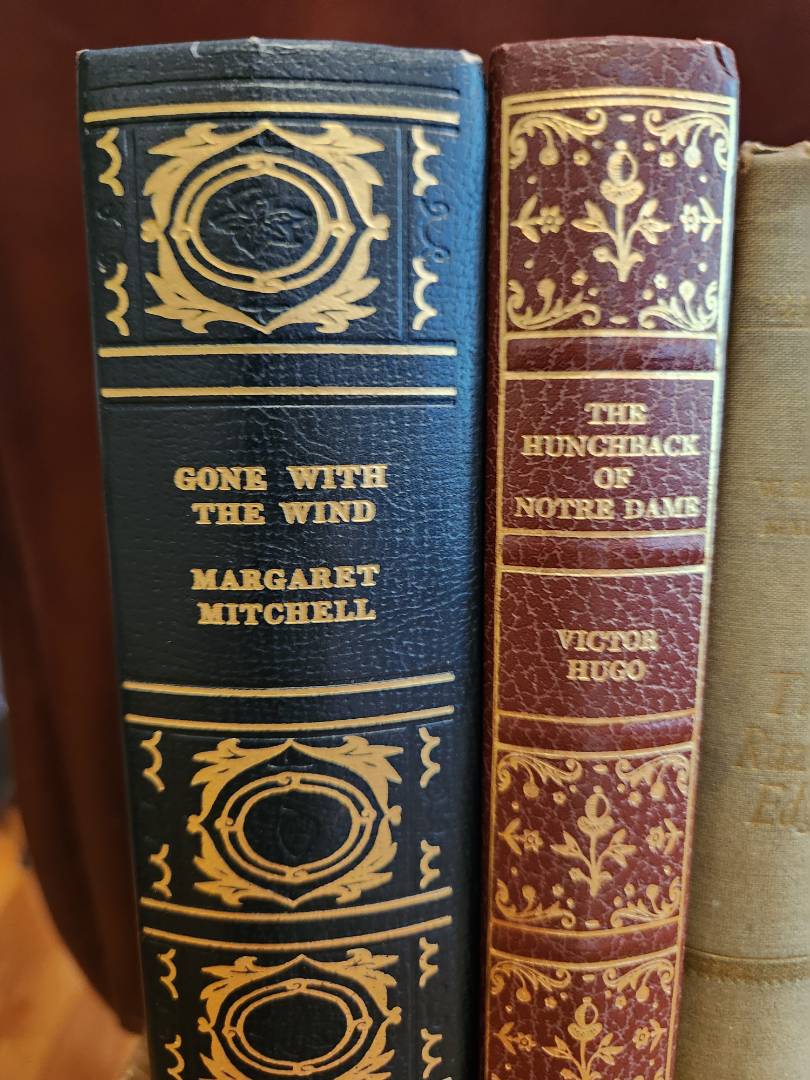 GONE WITH
THE WIND
MARGARET
MITCHELL
THE
HUNCHBACK
OF
NOTRE DAME
VICTOR
HUGO